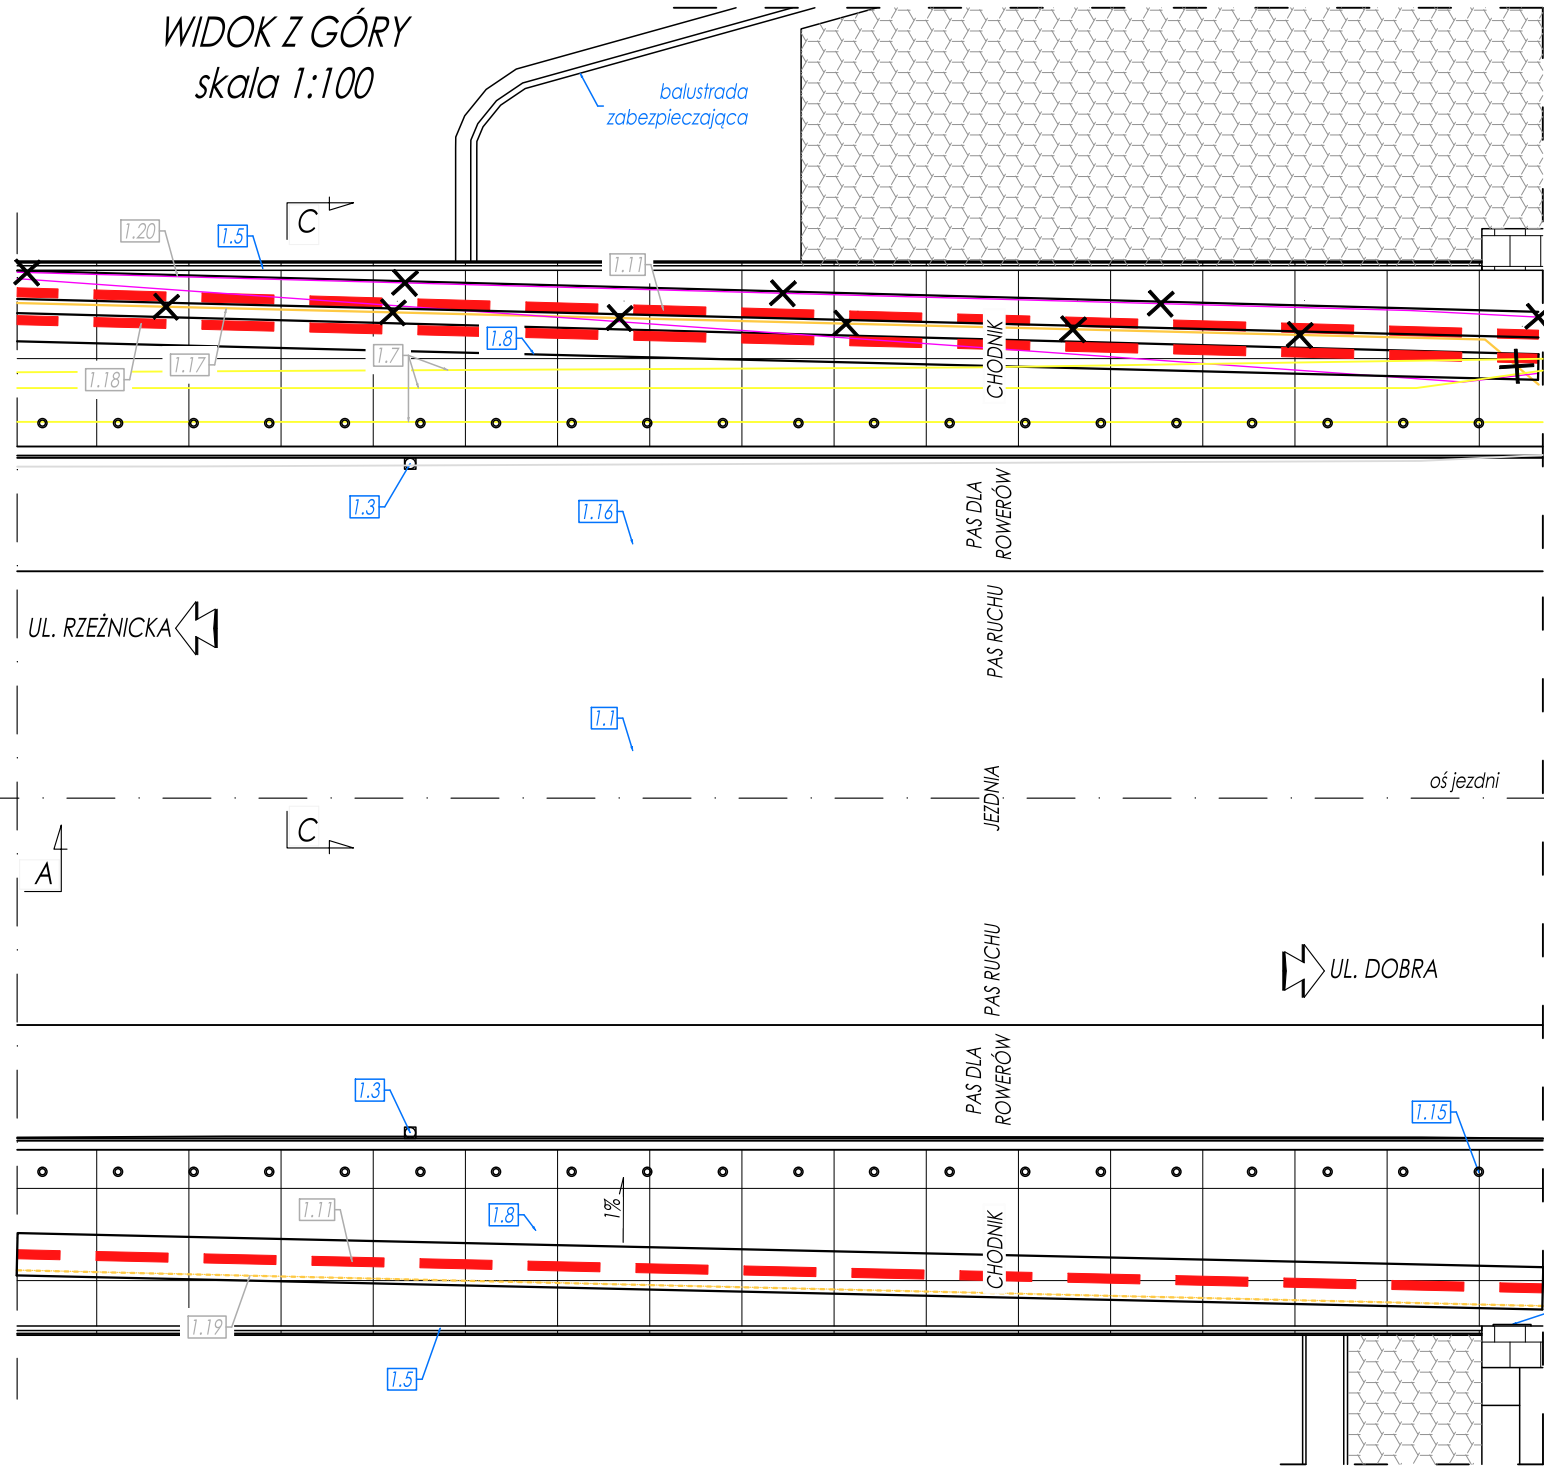 WIDOK Z GÓRY
skala 1:100
balustrada
zabezpieczająca
C
1.20
1.5
1.11
1.8
1.7
1.17
1.18
CHODNIK
1.3
1.16
PAS DLA
ROWERÓW
UL. RZEŻNICKA
PAS RUCHU
1.1
JEZDNIA
oś jezdni
C
A
PAS RUCHU
UL. DOBRA
PAS DLA
ROWERÓW
1.3
1.15
1.11
1.8
1%
CHODNIK
1.19
1.5